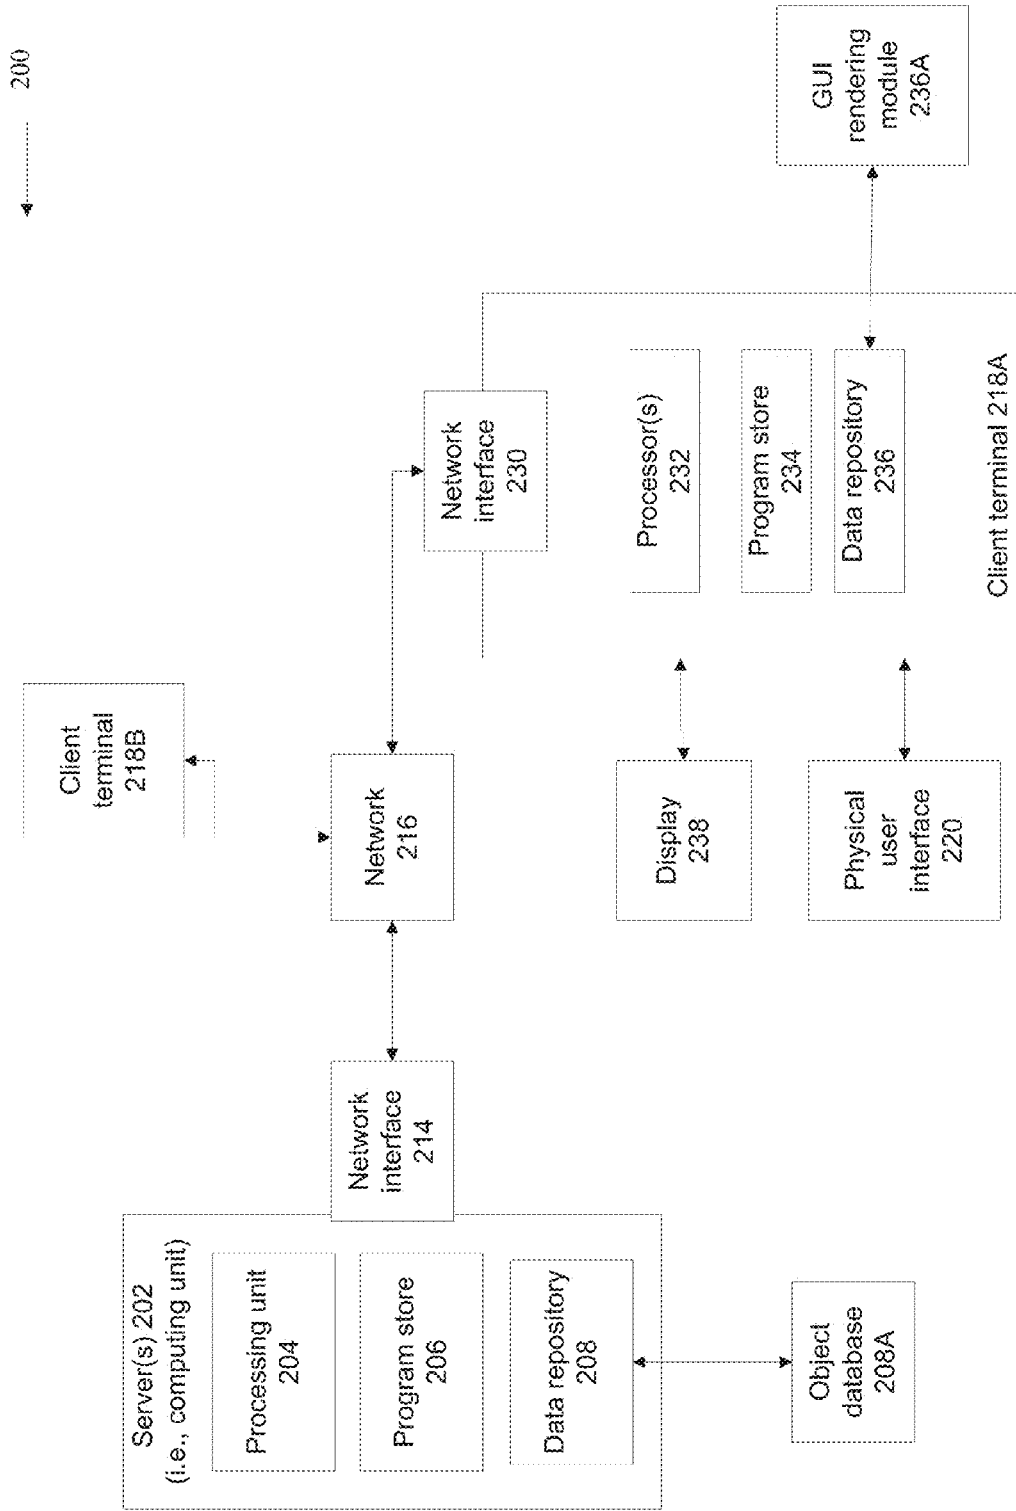 200
Server(s) 202
(i.e., computing unit)
Processing unit
204
Program store
206
Data repository
208
Object
database
208A
Network
interface
214
Network
216
Client
terminal
218B
Network
interface
230
Display
238
Physical
user
interface
220
Processor(s)
232
Program store
234
Data repository
236
Client terminal 218A
GUI
rendering
module
236A